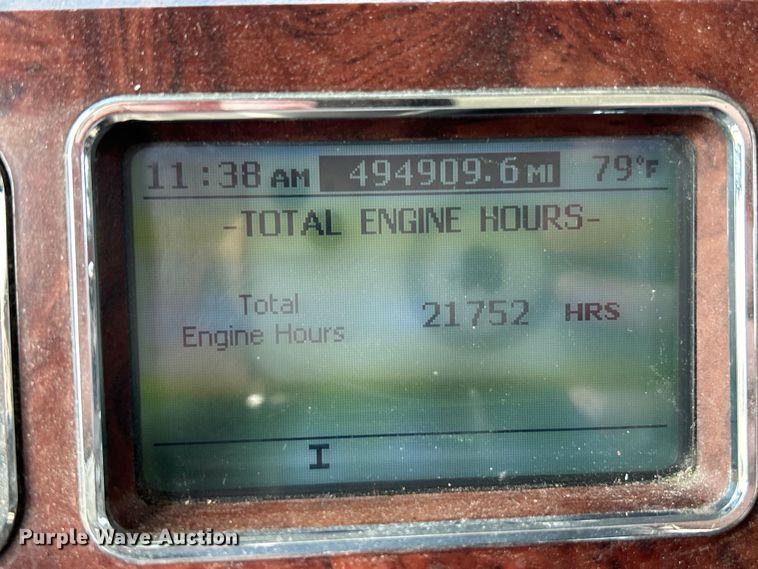 11:38 AM 494909.6 MI 79°F
-TOTAL ENGINE HOURS-
Total
Engine Hours 21752 HRS
I
Purple Wave Auction